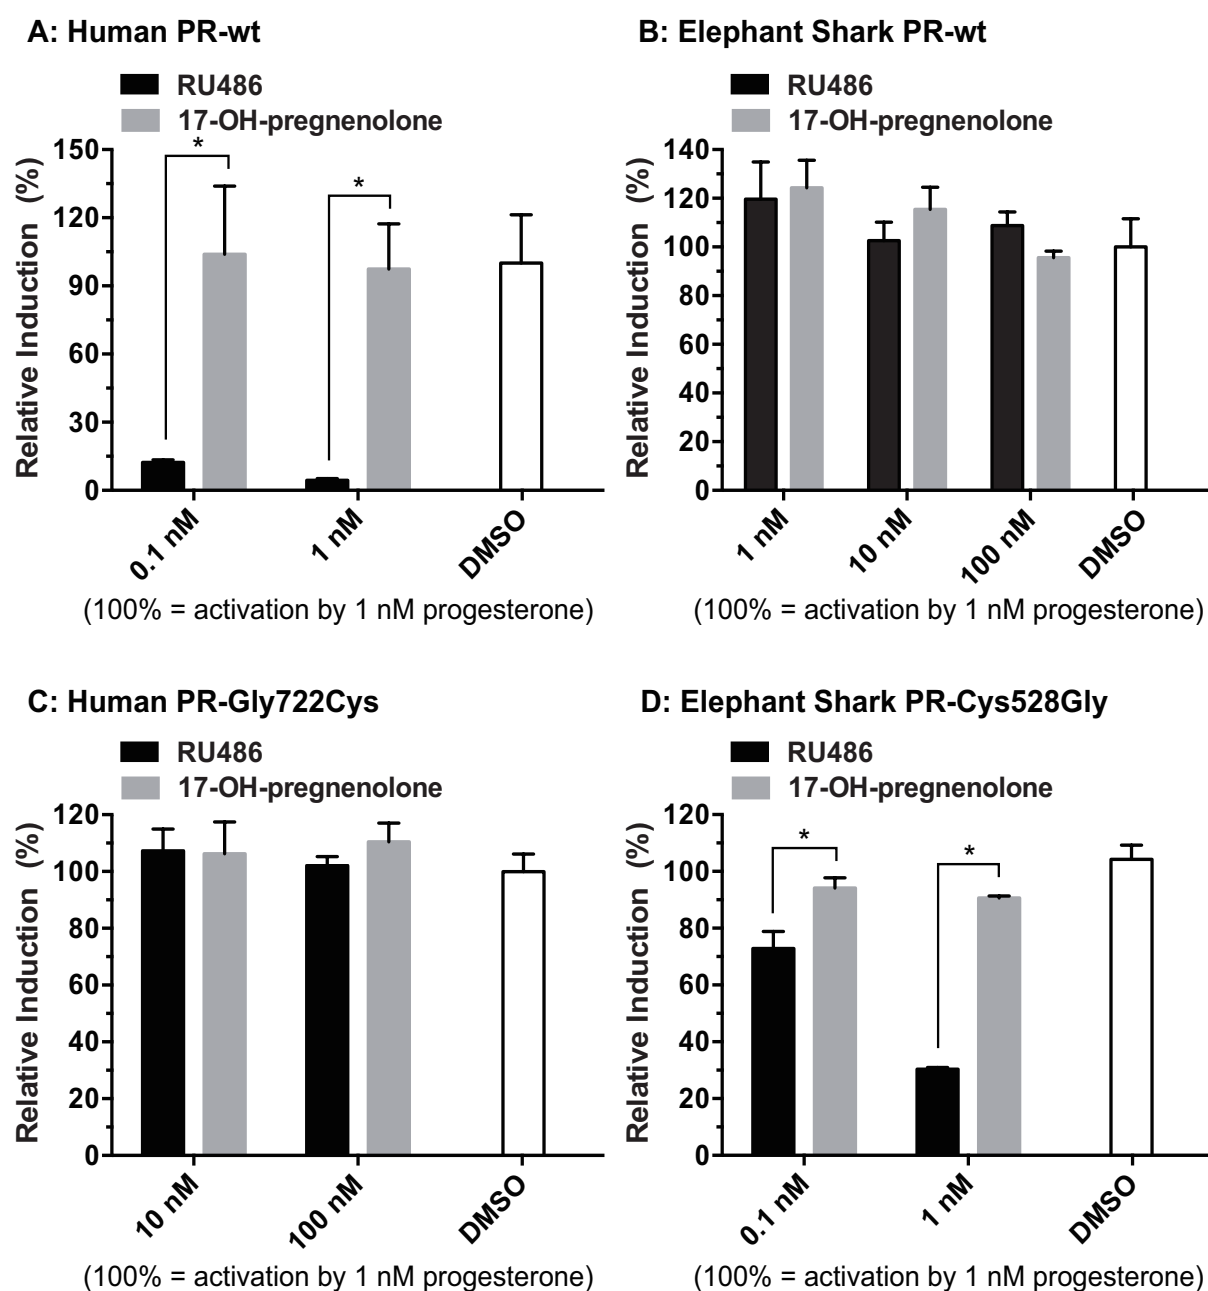 A: Human PR-wt
RU486
17-OH-pregnenolone
Relative Induction (%)
150
120
90
60
30
0
*
*
0.1 nM
1 nM
DMSO
(100% = activation by 1 nM progesterone)
B: Elephant Shark PR-wt
RU486
17-OH-pregnenolone
Relative Induction (%)
140
120
100
80
60
40
20
0
1 nM
10 nM
100 nM
DMSO
(100% = activation by 1 nM progesterone)
C: Human PR-Gly722Cys
RU486
17-OH-pregnenolone
Relative Induction (%)
120
100
80
60
40
20
0
10 nM
100 nM
DMSO
(100% = activation by 1 nM progesterone)
D: Elephant Shark PR-Cys528Gly
RU486
17-OH-pregnenolone
Relative Induction (%)
120
100
80
60
40
20
0
*
*
0.1 nM
1 nM
DMSO
(100% = activation by 1 nM progesterone)